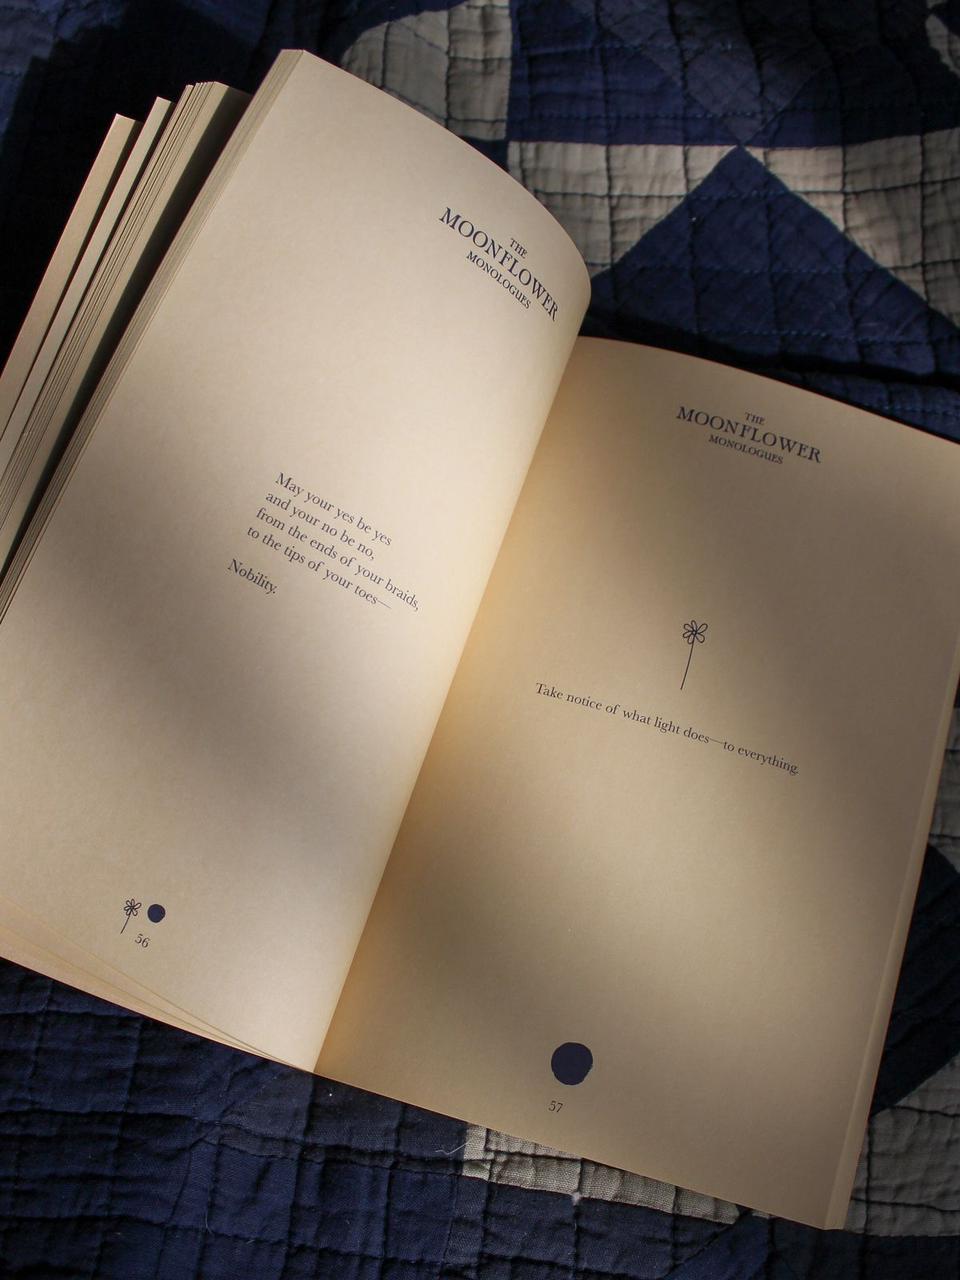 THE
MOONFLOWER
MONOLOGUES
May your yes be yes
and your no be no,
from the ends of your braids,
to the tips of your toes—
Nobility.
56
THE
MOONFLOWER
MONOLOGUES
Take notice of what light does—to everything.
57